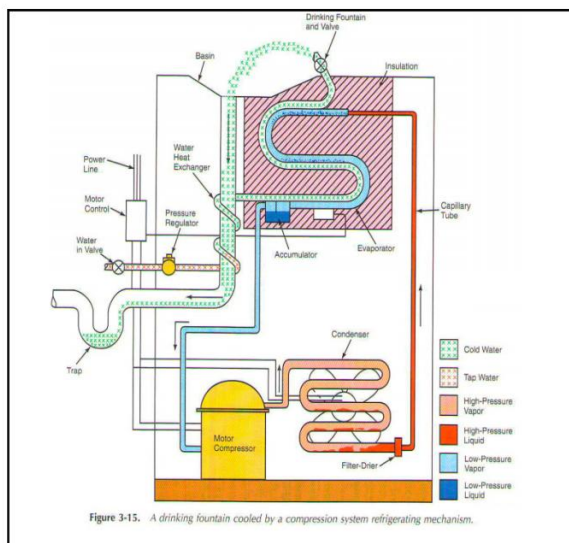 Drinking Fountain
and Valve
Basin
Insulation
Water
Heat
Exchanger
Power
Line
Motor
Control
Pressure
Regulator
Water
in Valve
Capillary
Tube
Accumulator
Evaporator
Trap
Condenser
Motor
Compressor
Filter-Drier
Cold Water
Tap Water
High-Pressure
Vapor
High-Pressure
Liquid
Low-Pressure
Vapor
Low-Pressure
Liquid
Figure 3-15. A drinking fountain cooled by a compression system refrigerating mechanism.